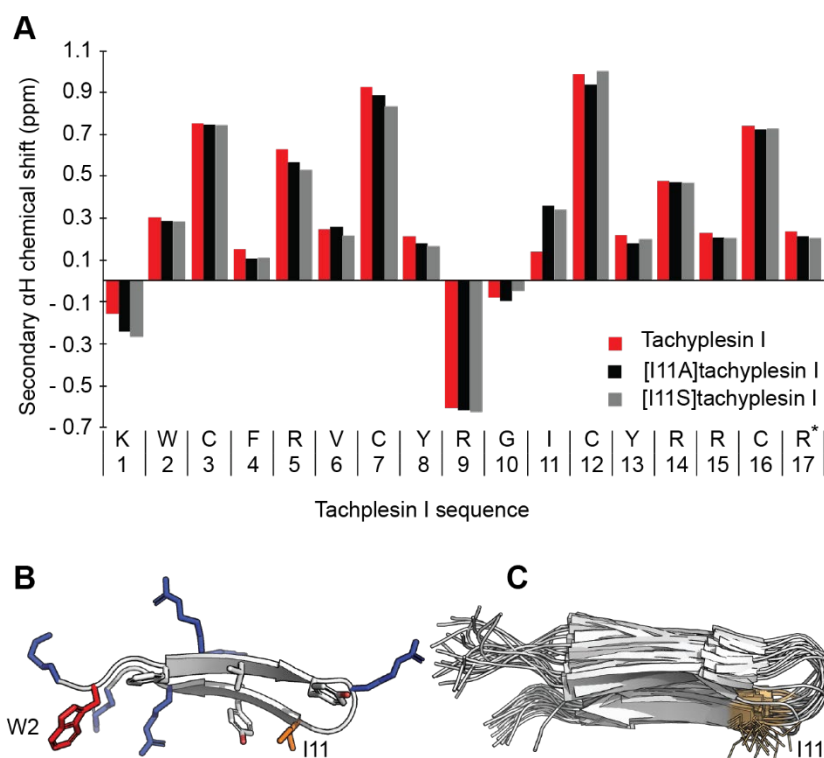 A
Secondary αH chemical shift (ppm)
1.1
0.9
0.7
0.5
0.3
0.1
- 0.1
- 0.3
- 0.5
- 0.7
Tachyplesin I
[I11A]tachyplesin I
[I11S]tachyplesin I
K W C F R V C Y R G I C Y R R C R*
1 2 3 4 5 6 7 8 9 10 11 12 13 14 15 16 17
Tachplesin I sequence
B
C
W2
I11
I11